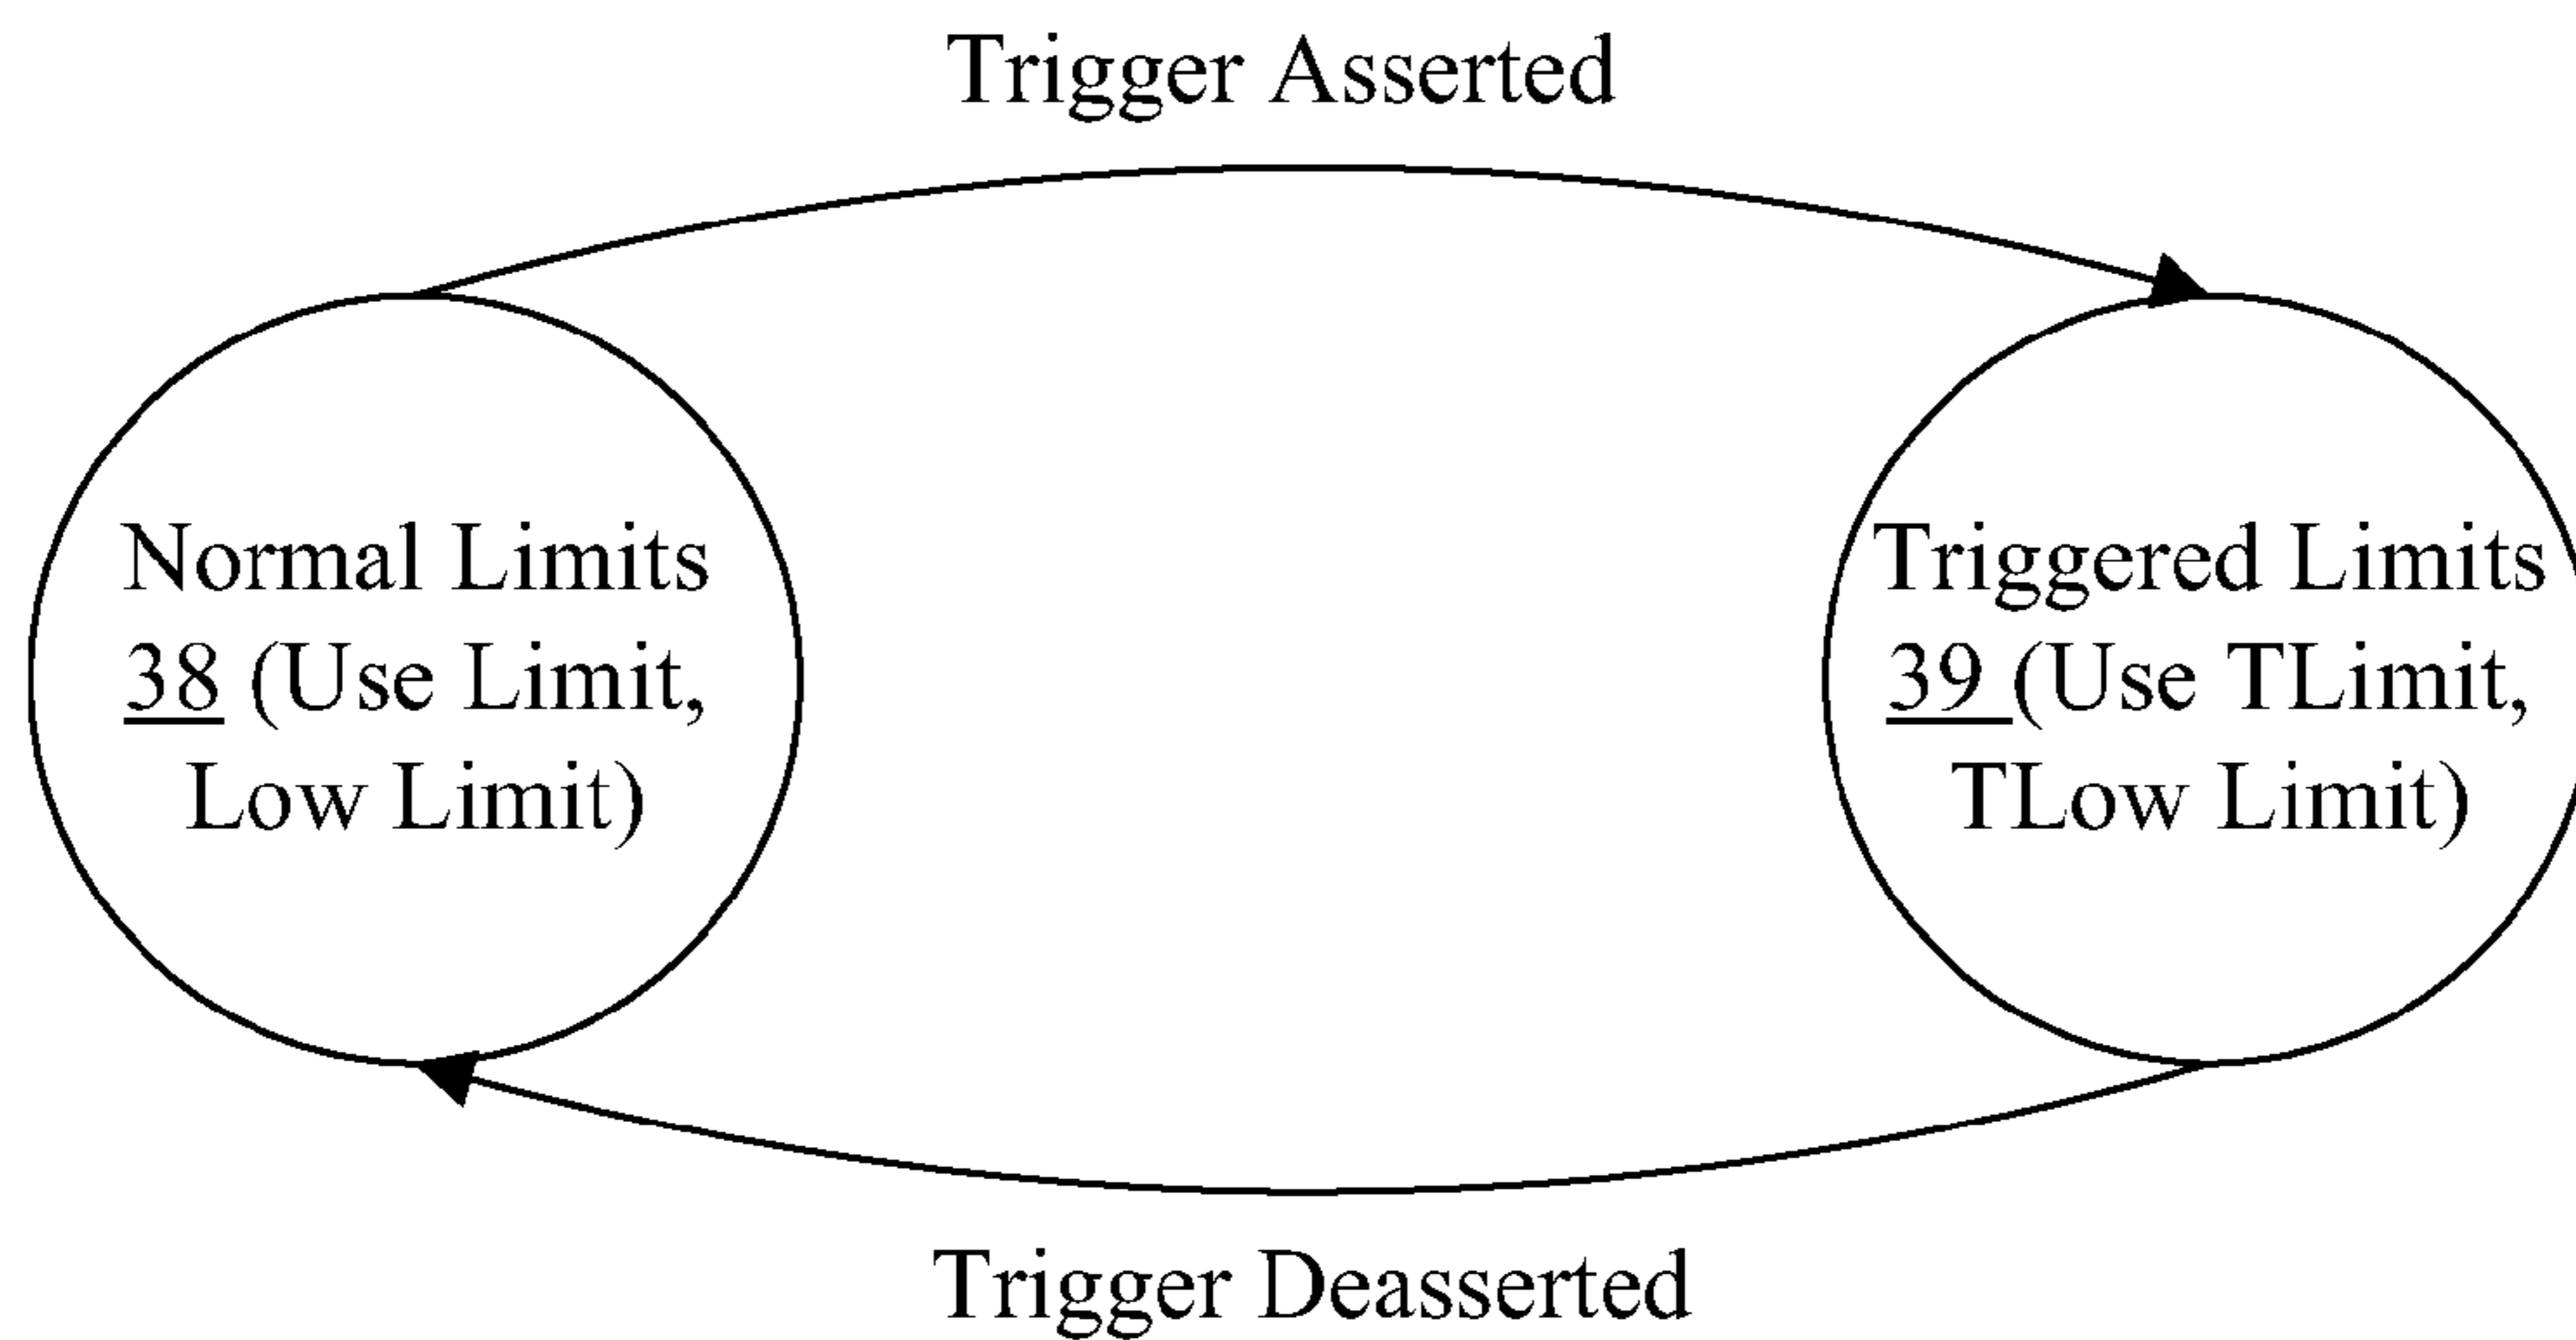 Trigger Asserted
Normal Limits
38 (Use Limit,
Low Limit)
Triggered Limits
39 (Use TLimit,
TLow Limit)
Trigger Deasserted